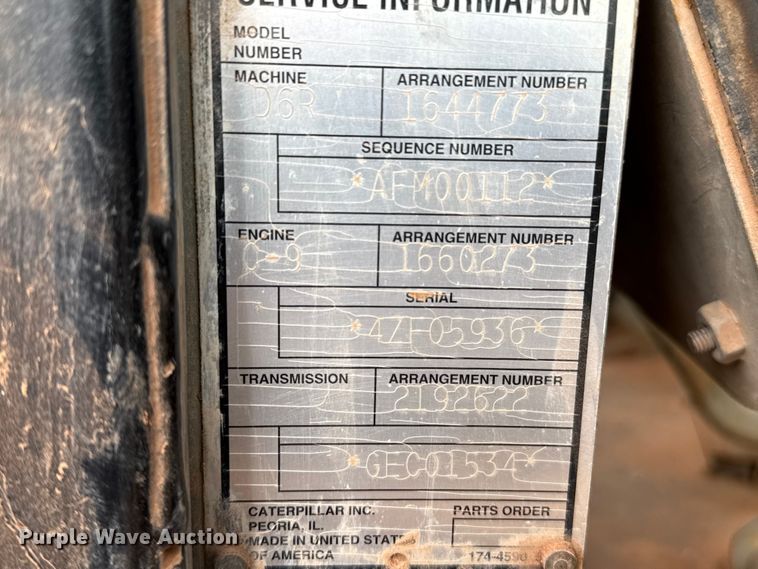 SERVICE INFORMATION
MODEL
NUMBER
MACHINE ARRANGEMENT NUMBER
D6R 1644773
SEQUENCE NUMBER
*AFM00112*
ENGINE ARRANGEMENT NUMBER
C-9 1660273
SERIAL
*4ZF05936*
TRANSMISSION ARRANGEMENT NUMBER
2192622
*GEC01534*
CATERPILLAR INC. PARTS ORDER
PEORIA, IL.
MADE IN UNITED STATES
OF AMERICA 174-4590
Purple Wave Auction